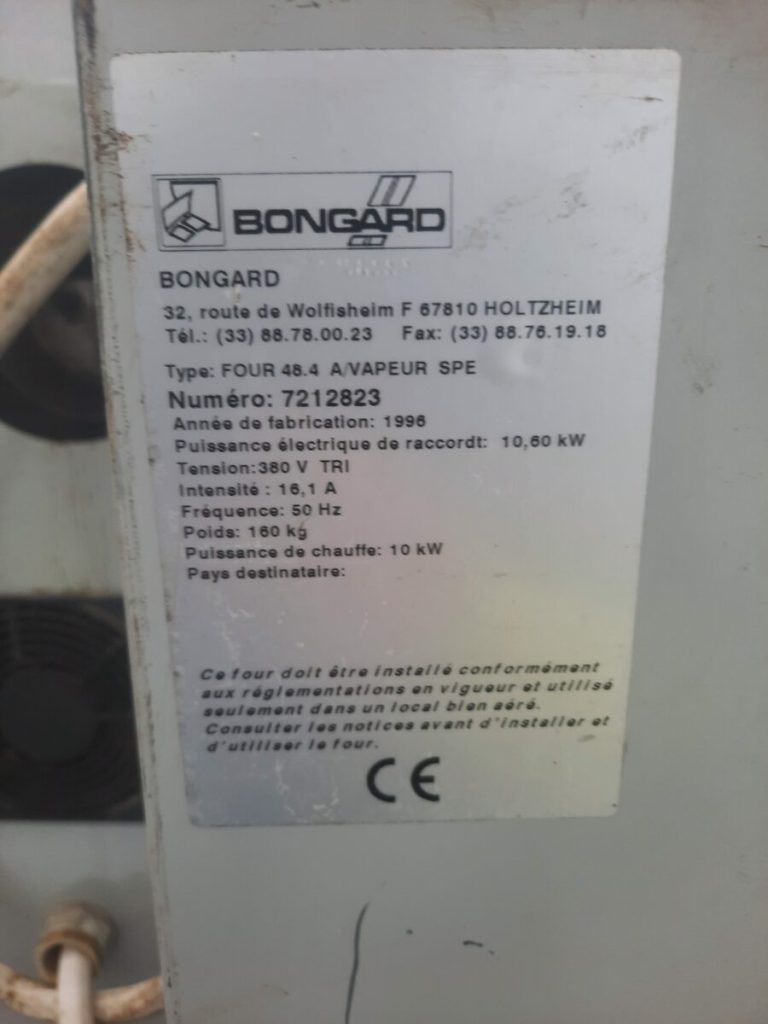 BONGARD
BONGARD
32, route de Wolfisheim F 67810 HOLTZHEIM
Tél.: (33) 88.78.00.23 Fax: (33) 88.76.19.18
Type: FOUR 48.4 A/VAPEUR SPE
Numéro: 7212823
Année de fabrication: 1996
Puissance électrique de raccordt: 10,60 kW
Tension:380 V TRI
Intensité : 16,1 A
Fréquence: 50 Hz
Poids: 160 kg
Puissance de chauffe: 10 kW
Pays destinataire:
Ce four doit être installé conformément
aux réglementations en vigueur et utilisé
seulement dans un local bien aéré.
Consulter les notices avant d'installer et
d'utiliser le four.
CE